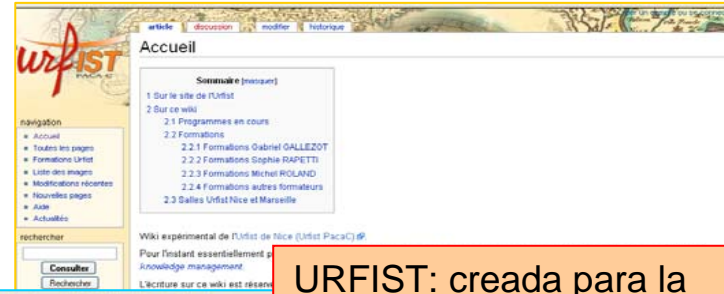 article discussion modifier historique
urfist
PACA-C
Accueil
Sommaire [masquer]
1 Sur le site de l'Urfist
2 Sur ce wiki
2.1 Programmes en cours
2.2 Formations
2.2.1 Formations Gabriel GALLEZOT
2.2.2 Formations Sophie RAPETTI
2.2.3 Formations Michel ROLAND
2.2.4 Formations autres formateurs
2.3 Salles Urfist Nice et Marseille
navigation
Accueil
Toutes les pages
Formations Urfist
Liste des images
Modifications récentes
Nouvelles pages
Aide
Actualités
rechercher
Consulter
Rechercher
Wiki expérimental de l'Urfist de Nice (Urfist PacaC)
Pour l'instant essentiellement p
knowledge management.
L'écriture sur ce wiki est réservé
URFIST: creada para la